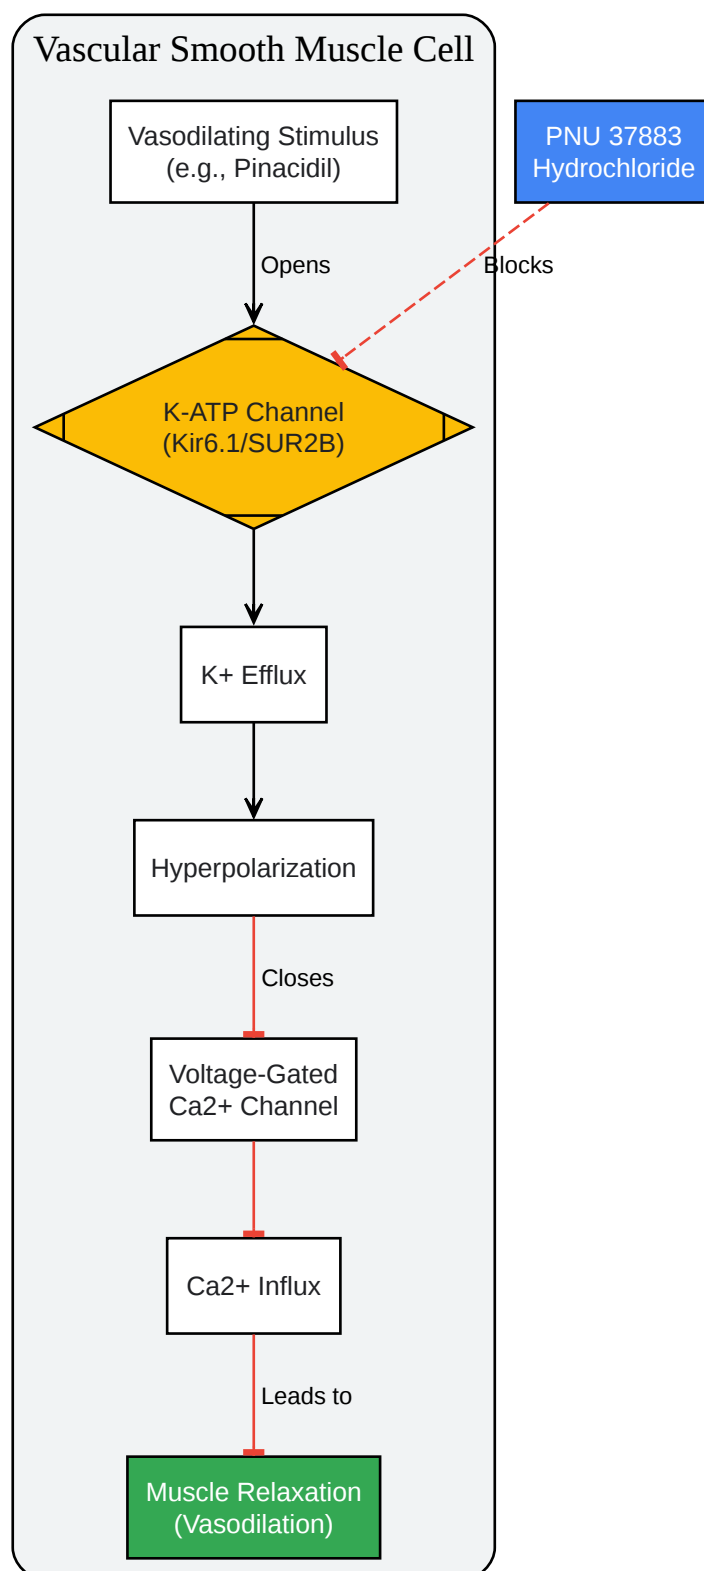 Vascular Smooth Muscle Cell
Vasodilating Stimulus
(e.g., Pinacidil)
PNU 37883
Hydrochloride
Opens
Blocks
K-ATP Channel
(Kir6.1/SUR2B)
K+ Efflux
Hyperpolarization
Closes
Voltage-Gated
Ca2+ Channel
Ca2+ Influx
Leads to
Muscle Relaxation
(Vasodilation)